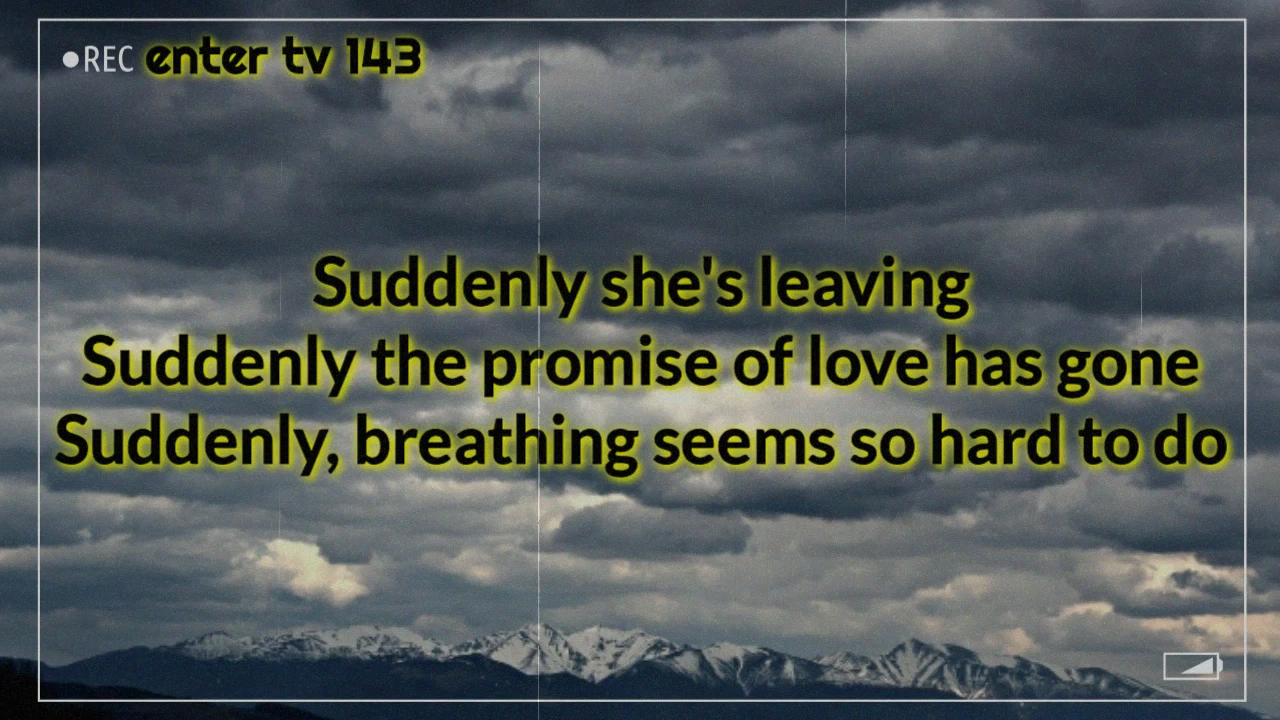 REC enter tv 143
Suddenly she's leaving
Suddenly the promise of love has gone
Suddenly, breathing seems so hard to do